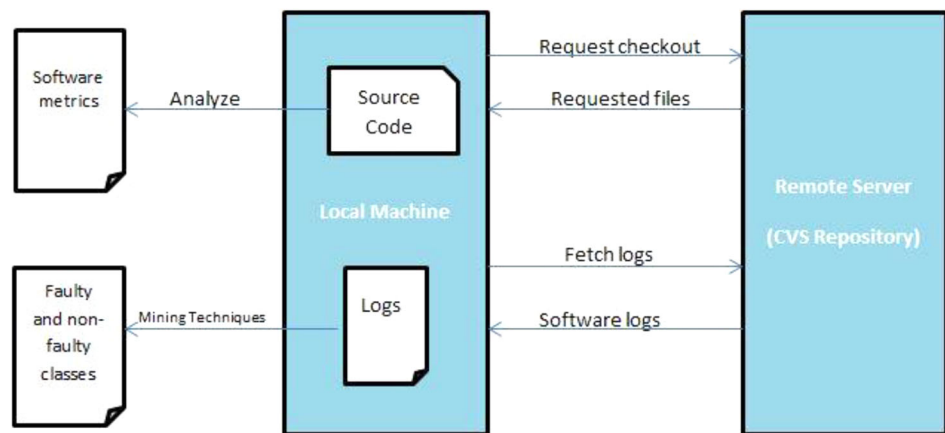 Software
metrics
Analyze
Source
Code
Request checkout
Requested files
Local Machine
Remote Server
(CVS Repository)
Faulty
and non-
faulty
classes
Mining Techniques
Logs
Fetch logs
Software logs